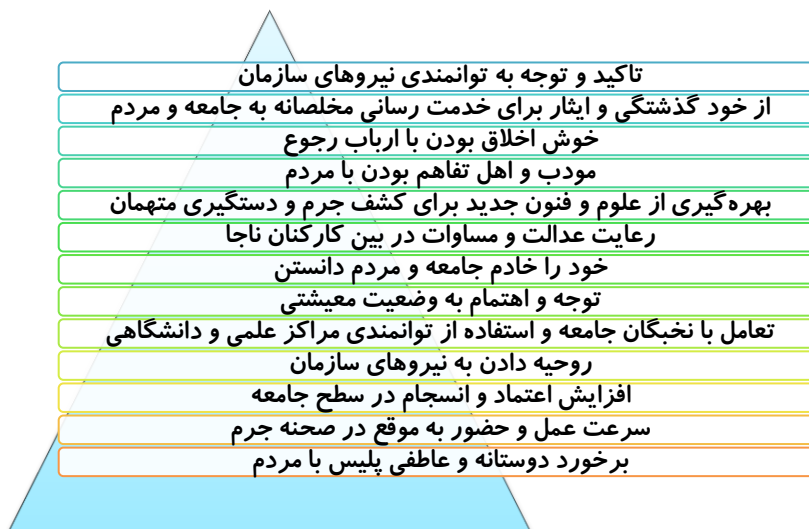 تاکید و توجه به توانمندی نیروهای سازمان
از خود گذشتگی و ایثار برای خدمت رسانی مخلصانه به جامعه و مردم
خوش اخلاق بودن با ارباب رجوع
مودب و اهل تفاهم بودن با مردم
بهره‌گیری از علوم و فنون جدید برای کشف جرم و دستگیری متهمان
رعایت عدالت و مساوات در بین کارکنان ناجا
خود را خادم جامعه و مردم دانستن
توجه و اهتمام به وضعیت معیشتی
تعامل با نخبگان جامعه و استفاده از توانمندی مراکز علمی و دانشگاهی
روحیه دادن به نیروهای سازمان
افزایش اعتماد و انسجام در سطح جامعه
سرعت عمل و حضور به موقع در صحنه جرم
برخورد دوستانه و عاطفی پلیس با مردم